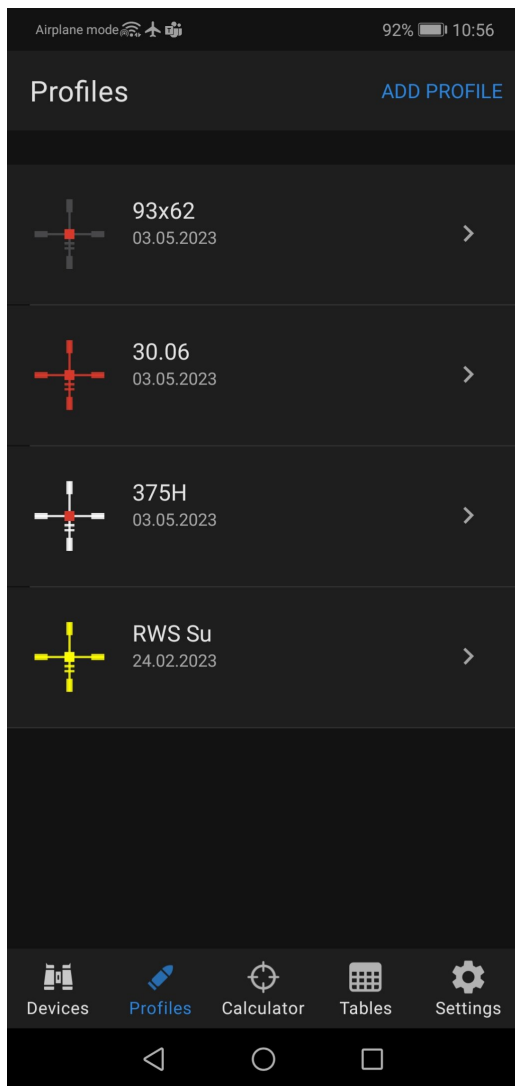 Airplane mode 92% 10:56
Profiles ADD PROFILE
93x62
03.05.2023
30.06
03.05.2023
375H
03.05.2023
RWS Su
24.02.2023
Devices Profiles Calculator Tables Settings